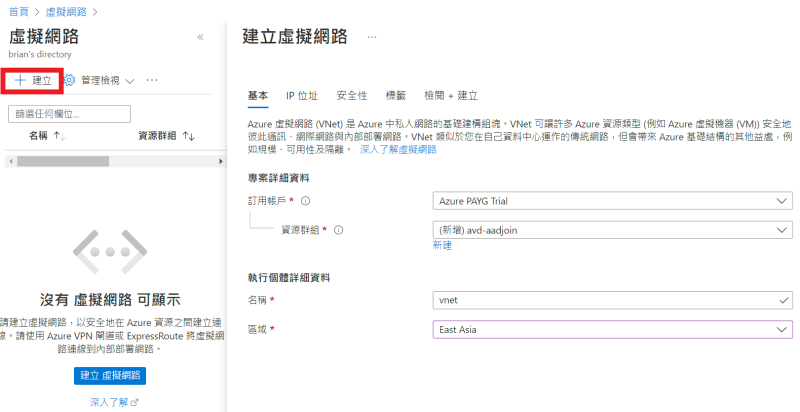 首頁 > 虛擬網路 >
虛擬網路
brian's directory
建立
管理檢視
篩選任何欄位...
名稱 ↑↓
資源群組 ↑↓
沒有 虛擬網路 可顯示
請建立虛擬網路，以安全地在 Azure 資源之間建立連
線。請使用 Azure VPN 閘道或 ExpressRoute 將虛擬網
路連線到內部部署網路。
建立 虛擬網路
深入了解
建立虛擬網路 ...
基本 IP 位址 安全性 標籤 檢閱 + 建立
Azure 虛擬網路 (VNet) 是 Azure 中私人網路的基礎建構組塊。VNet 可讓許多 Azure 資源類型 (例如 Azure 虛擬機器 (VM)) 安全地
彼此通訊、網際網路與內部部署網路。VNet 類似於您在自己資料中心運作的傳統網路，但會帶來 Azure 基礎結構的其他益處，例
如規模、可用性及隔離。 深入了解虛擬網路
專案詳細資料
訂用帳戶 *
Azure PAYG Trial
資源群組 *
(新增) avd-aadjoin
新建
執行個體詳細資料
名稱 *
vnet
區域 *
East Asia